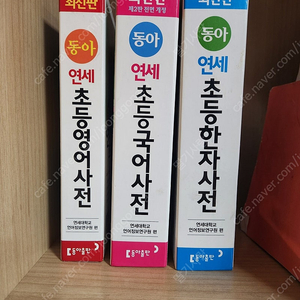 최신판
동아
연세
초등영어사전
연세대학교
언어정보연구원 편
동아출판
최신판
제2판 전면 개정
동아
연세
초등국어사전
연세대학교
언어정보연구원 편
동아출판
동아
연세
초등한자사전
연세대학교
언어정보연구원 편
동아출판